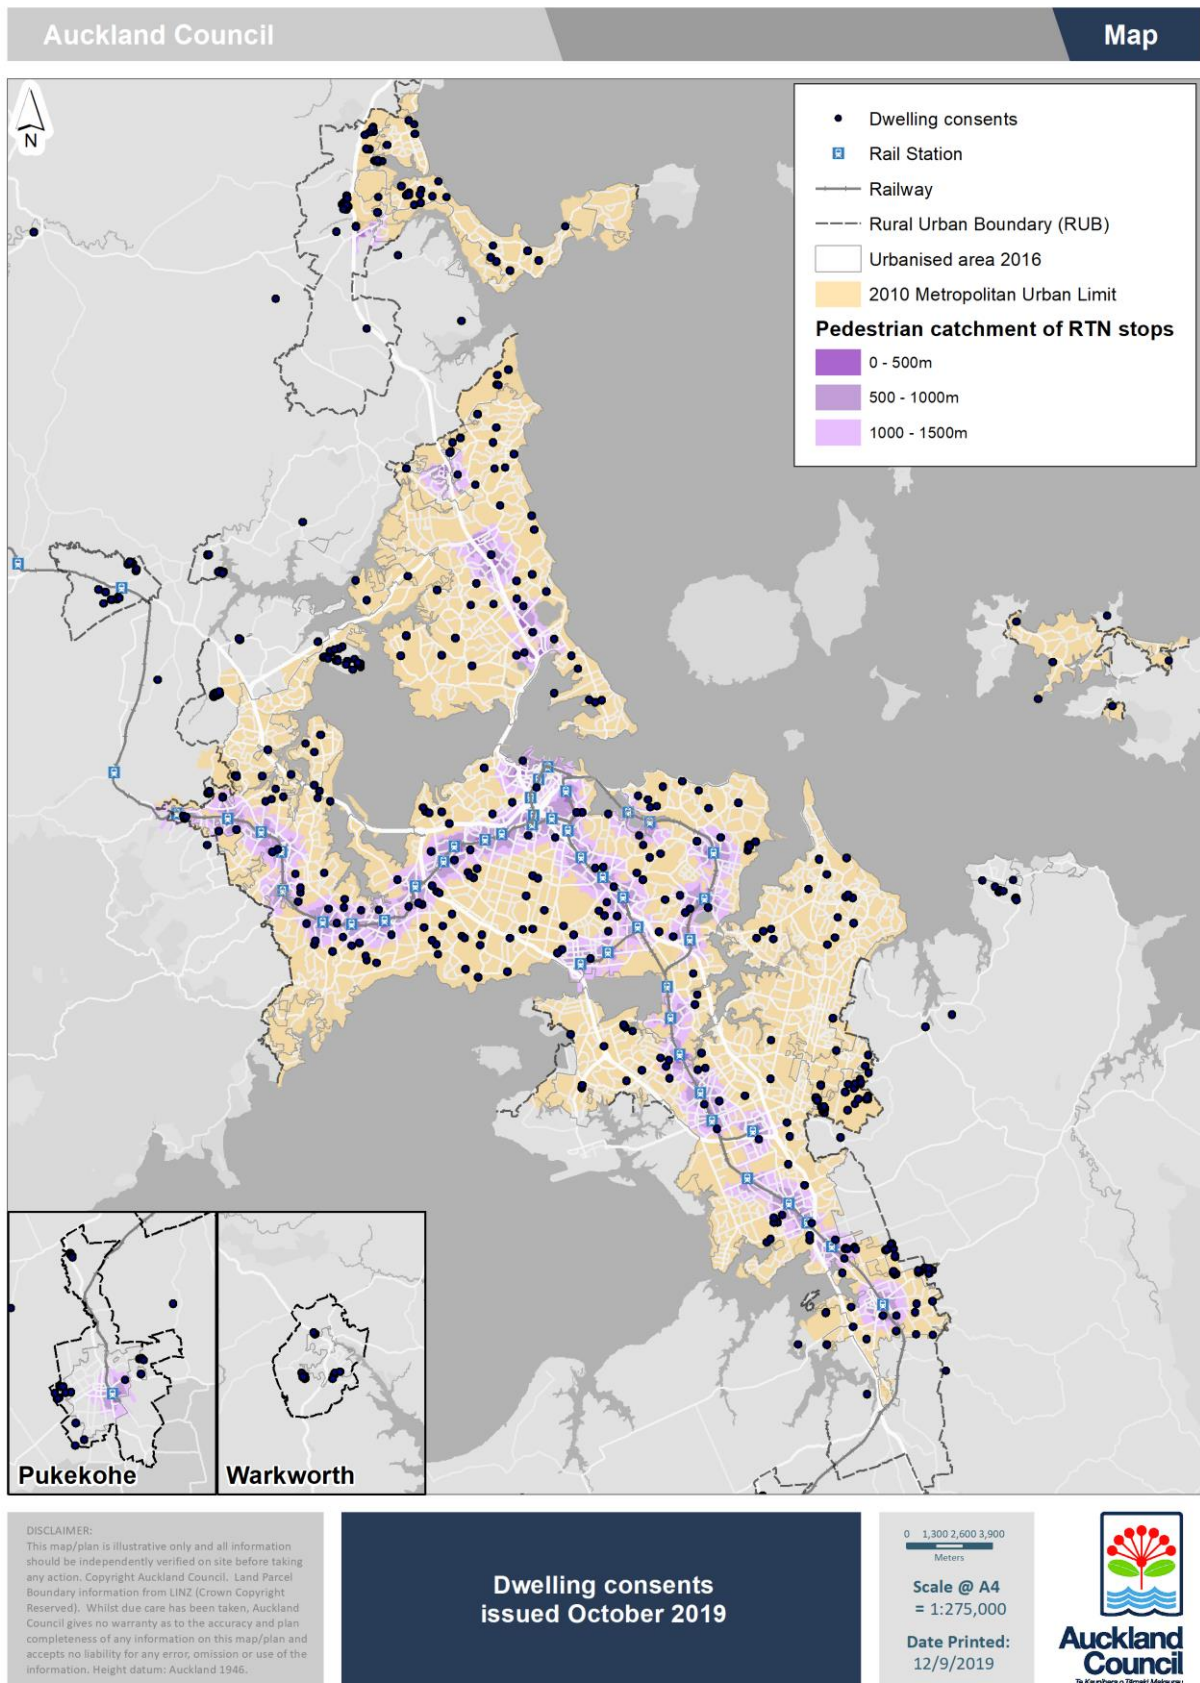 Auckland Council
Map
N
Dwelling consents
Rail Station
Railway
Rural Urban Boundary (RUB)
Urbanised area 2016
2010 Metropolitan Urban Limit
Pedestrian catchment of RTN stops
0 - 500m
500 - 1000m
1000 - 1500m
Pukekohe
Warkworth
DISCLAIMER:
This map/plan is illustrative only and all information
should be independently verified on site before taking
any action. Copyright Auckland Council. Land Parcel
Boundary information from LINZ (Crown Copyright
Reserved). Whilst due care has been taken, Auckland
Council gives no warranty as to the accuracy and plan
completeness of any information on this map/plan and
accepts no liability for any error, omission or use of the
information. Height datum: Auckland 1946.
Dwelling consents
issued October 2019
0 1,300 2,600 3,900
Meters
Scale @ A4
= 1:275,000
Date Printed:
12/9/2019
Auckland
Council
Te Kaunihera o Tāmaki Makaurau